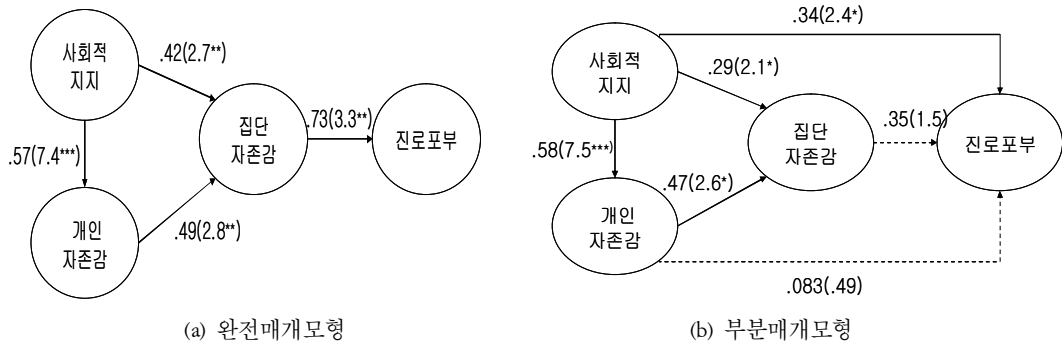 사회적
지지
.42(2.7**)
.57(7.4***)
집단
자존감
.73(3.3**)
진로포부
개인
자존감
.49(2.8**)
(a) 완전매개모형
.34(2.4*)
사회적
지지
.29(2.1*)
.58(7.5***)
집단
자존감
.35(1.5)
진로포부
.47(2.6*)
개인
자존감
.083(.49)
(b) 부분매개모형